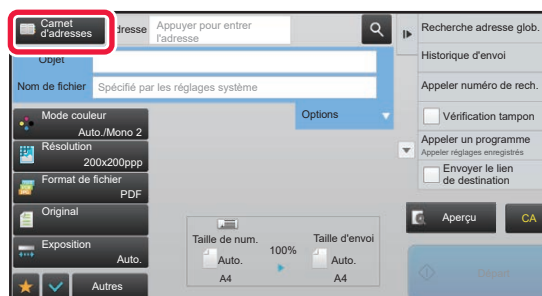 Carnet
d'adresses
Adresse
Appuyer pour entrer
l'adresse
Objet
Nom de fichier
Spécifié par les réglages système
Options
Mode couleur
Auto./Mono 2
Résolution
200x200ppp
Format de fichier
PDF
Original
Exposition
Auto.
Autres
Taille de num.
Auto.
A4
100%
Taille d'envoi
Auto.
A4
Recherche adresse glob.
Historique d'envoi
Appeler numéro de rech.
Vérification tampon
Appeler un programme
Appeler réglages enregistrés
Envoyer le lien
de destination
Aperçu
CA
Départ